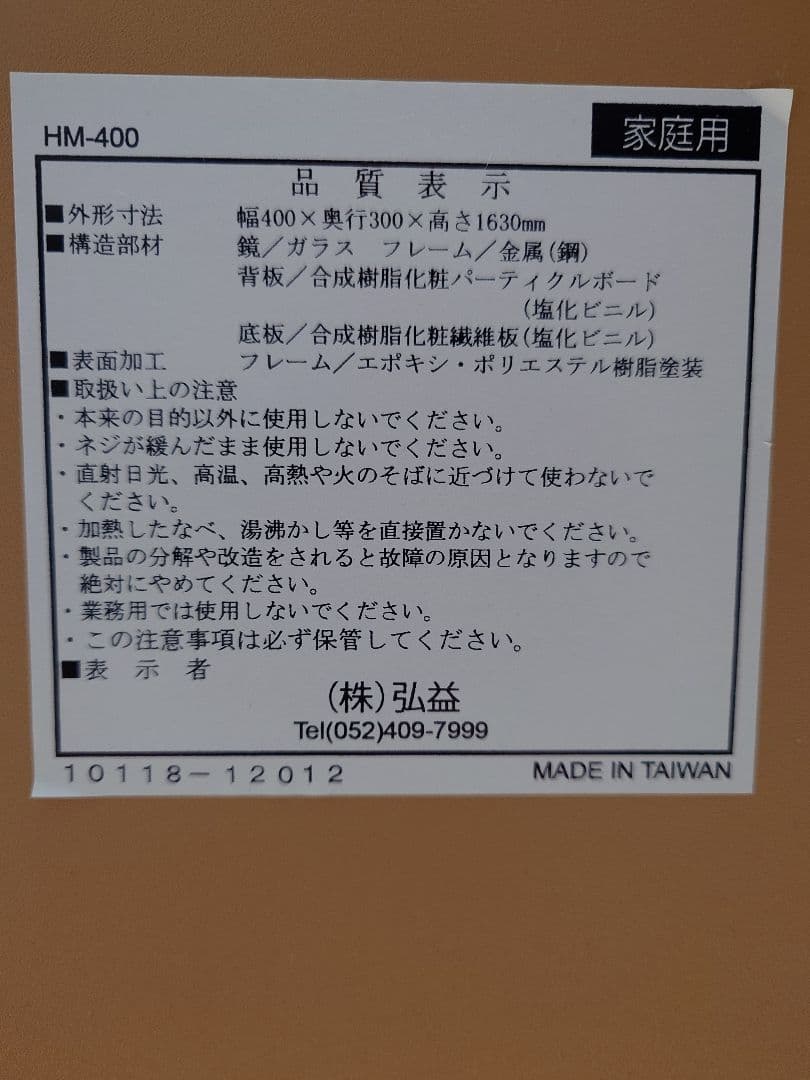 HM-400
家庭用
品質表示
■外形寸法 幅400×奥行300×高さ1630mm
■構造部材 鏡／ガラス フレーム／金属(鋼)
背板／合成樹脂化粧パーティクルボード
(塩化ビニル)
底板／合成樹脂化粧繊維板(塩化ビニル)
■表面加工 フレーム／エポキシ・ポリエステル樹脂塗装
■取扱い上の注意
・本来の目的以外に使用しないでください。
・ネジが緩んだまま使用しないでください。
・直射日光、高温、高熱や火のそばに近づけて使わないで
ください。
・加熱したなべ、湯沸かし等を直接置かないでください。
・製品の分解や改造をされると故障の原因となりますので
絶対にやめてください。
・業務用では使用しないでください。
・この注意事項は必ず保管してください。
■表示者
(株)弘益
Tel(052)409-7999
10118-12012
MADE IN TAIWAN